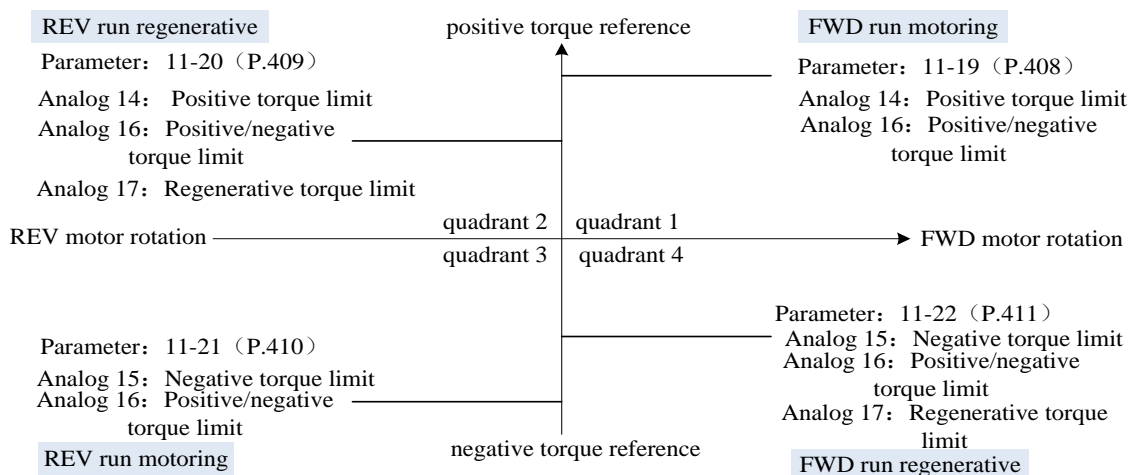 REV run regenerative
Parameter：11-20（P.409）
Analog 14： Positive torque limit
Analog 16：Positive/negative
torque limit
Analog 17：Regenerative torque limit
positive torque reference
FWD run motoring
Parameter：11-19（P.408）
Analog 14：Positive torque limit
Analog 16：Positive/negative
torque limit
quadrant 2
quadrant 1
REV motor rotation
FWD motor rotation
quadrant 3
quadrant 4
Parameter：11-21（P.410）
Analog 15：Negative torque limit
Analog 16：Positive/negative
torque limit
REV run motoring
negative torque reference
Parameter：11-22（P.411）
Analog 15：Negative torque limit
Analog 16：Positive/negative
torque limit
Analog 17：Regenerative torque
limit
FWD run regenerative